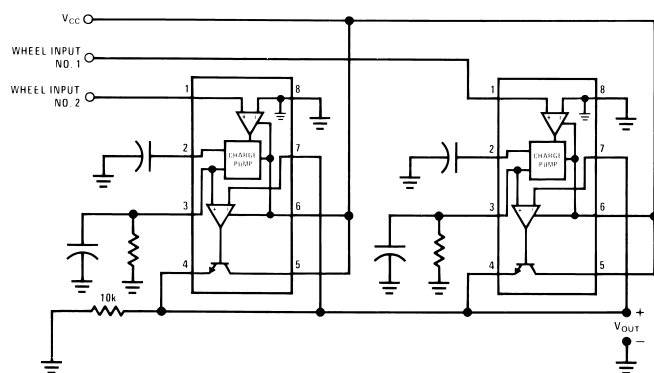 VCC
WHEEL INPUT
NO. 1
WHEEL INPUT
NO. 2
1
8
2
CHARGE
PUMP
7
3
6
4
5
1
8
2
CHARGE
PUMP
7
3
6
4
5
10k
+
VOUT
−